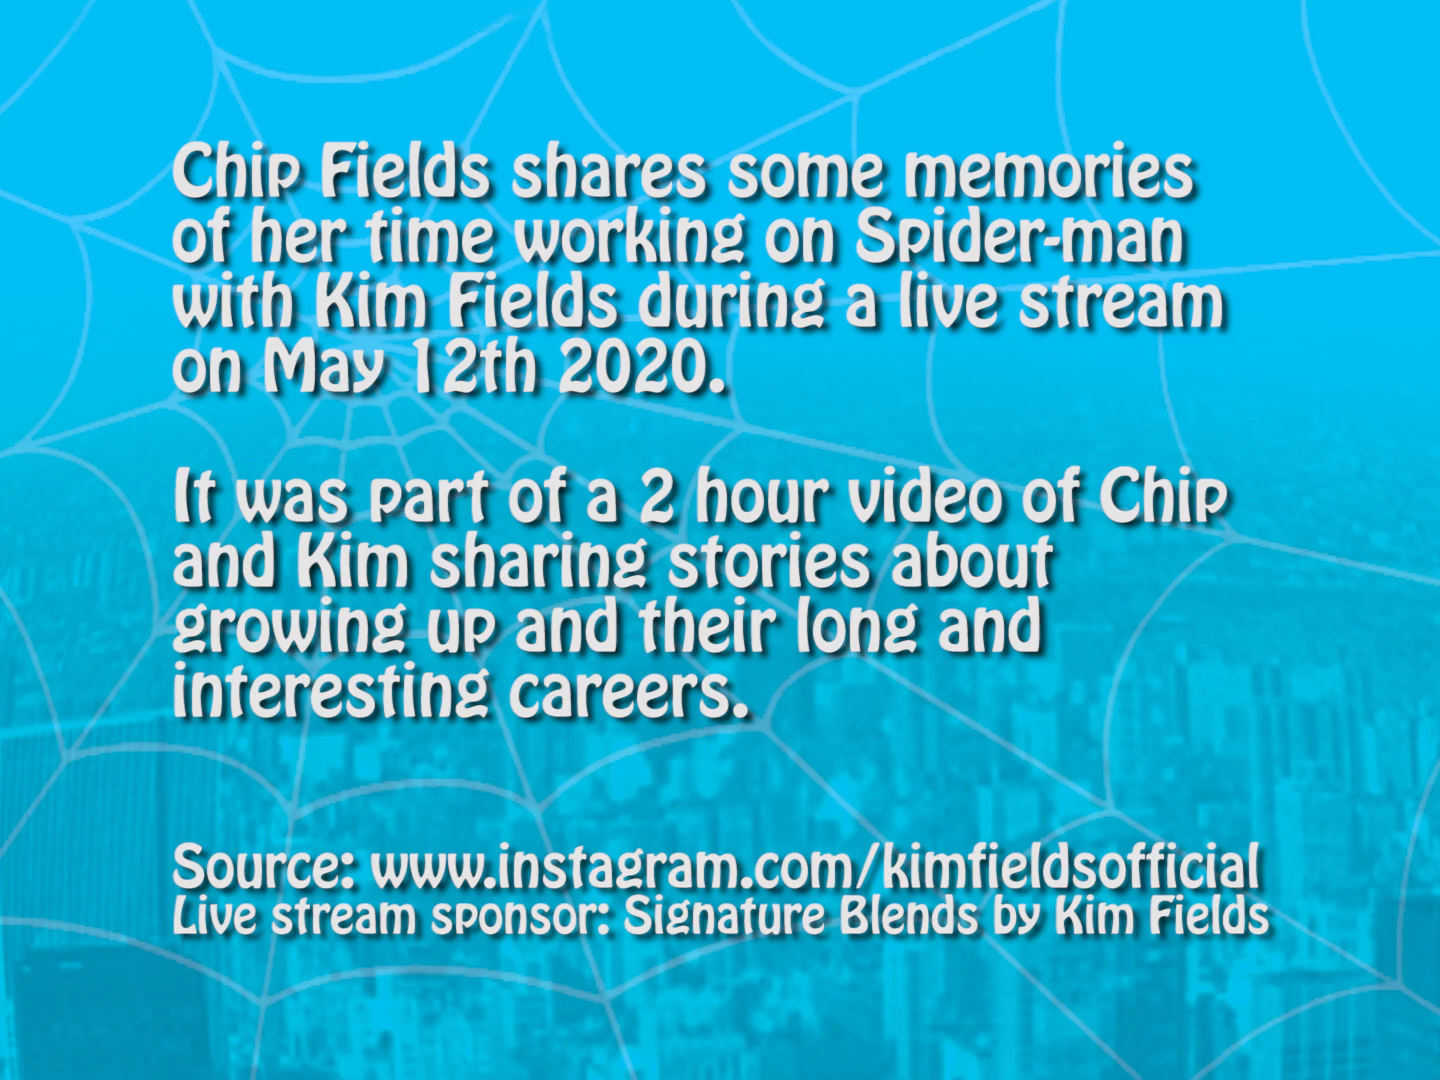 Chip Fields shares some memories
of her time working on Spider-man
with Kim Fields during a live stream
on May 12th 2020.
It was part of a 2 hour video of Chip
and Kim sharing stories about
growing up and their long and
interesting careers.
Source: www.instagram.com/kimfieldsofficial
Live stream sponsor: Signature Blends by Kim Fields